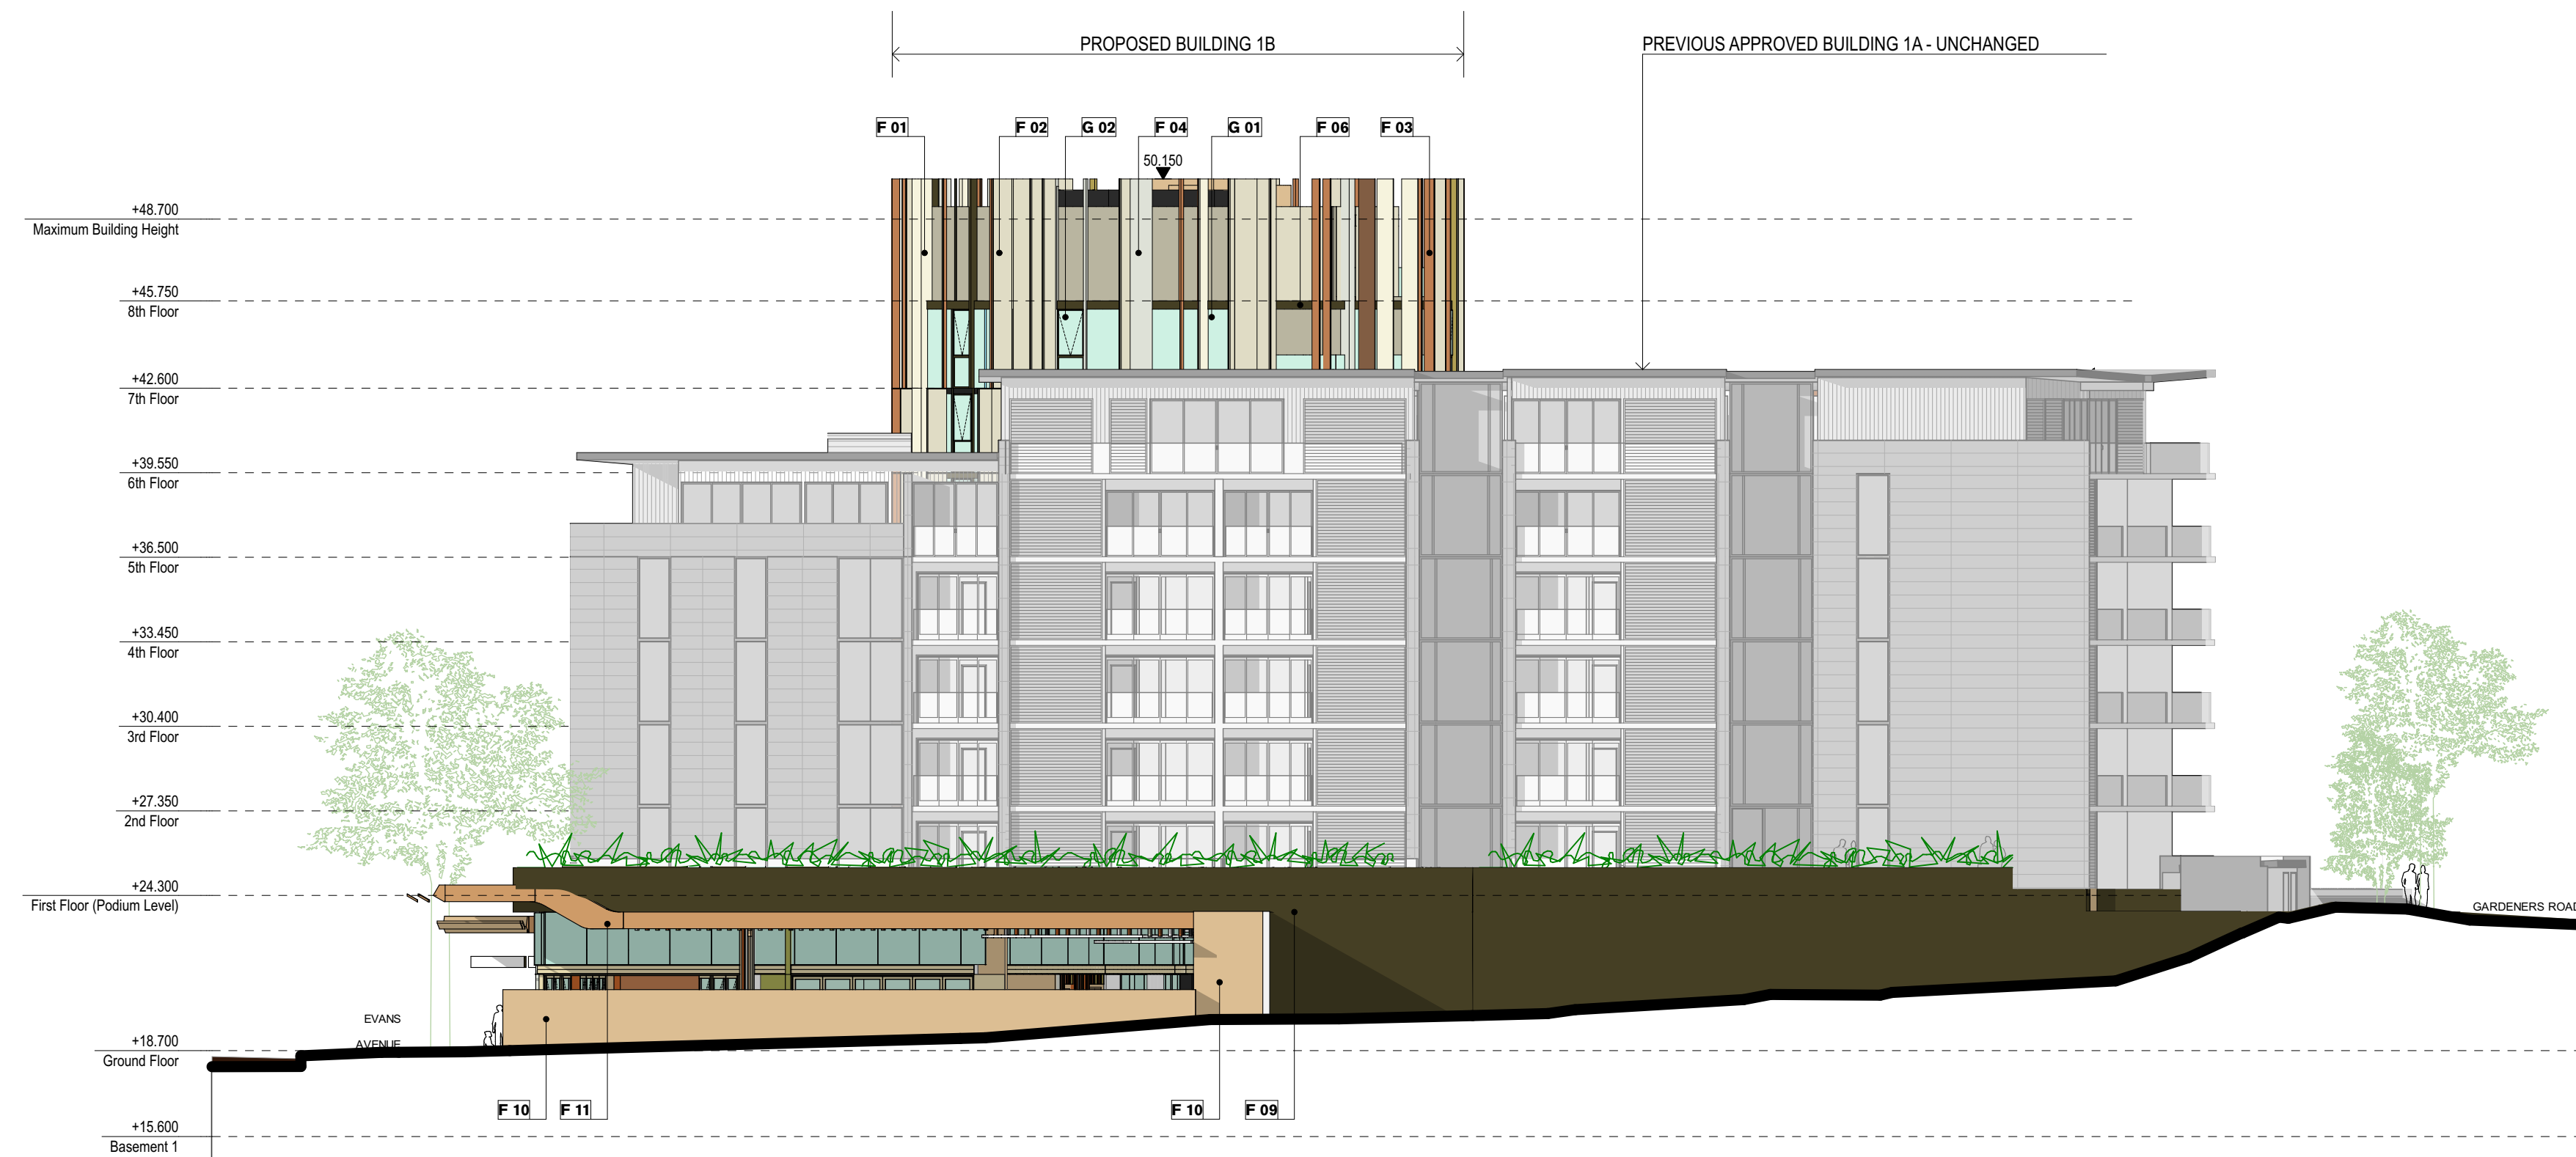 PROPOSED BUILDING 1B
PREVIOUS APPROVED BUILDING 1A - UNCHANGED
F 01
F 02
G 02
F 04
G 01
F 06
F 03
50.150
+48.700
Maximum Building Height
+45.750
8th Floor
+42.600
7th Floor
+39.550
6th Floor
+36.500
5th Floor
+33.450
4th Floor
+30.400
3rd Floor
+27.350
2nd Floor
+24.300
First Floor (Podium Level)
GARDENERS ROAD
EVANS
AVENUE
+18.700
Ground Floor
F 10
F 11
F 10
F 09
+15.600
Basement 1